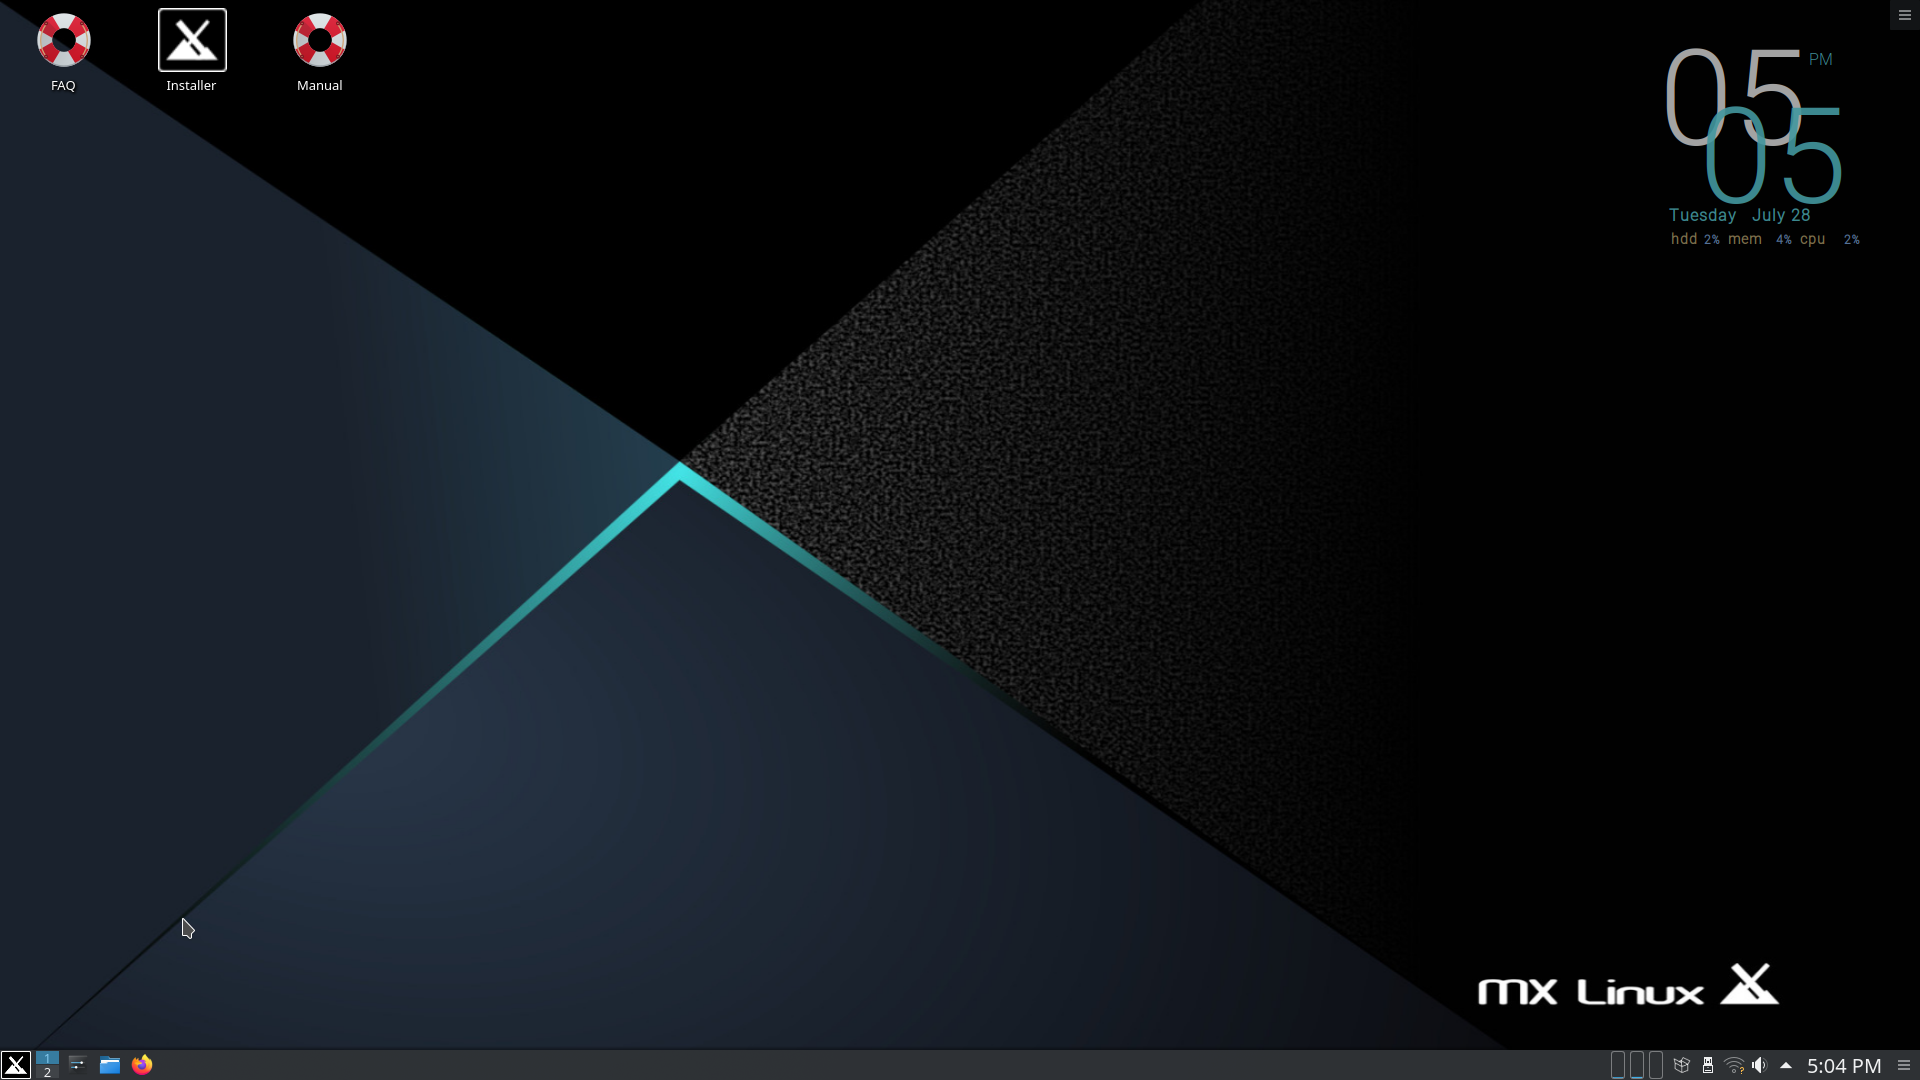 FAQ
Installer
Manual
05 PM
05
Tuesday July 28
hdd 2% mem 4% cpu 2%
mx Linux
1
2
5:04 PM